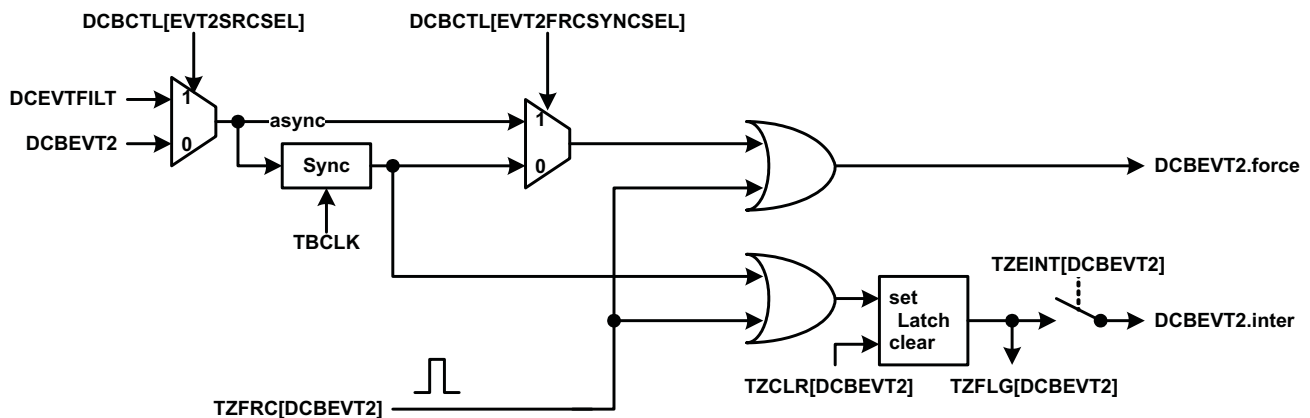 DCBCTL[EVT2SRCSEL]
DCBCTL[EVT2FRCSYNCSEL]
DCEVTFILT
1
async
1
DCBEVT2
0
Sync
0
DCBEVT2.force
TBCLK
TZEINT[DCBEVT2]
set
Latch
DCBEVT2.inter
clear
TZCLR[DCBEVT2]
TZFLG[DCBEVT2]
TZFRC[DCBEVT2]